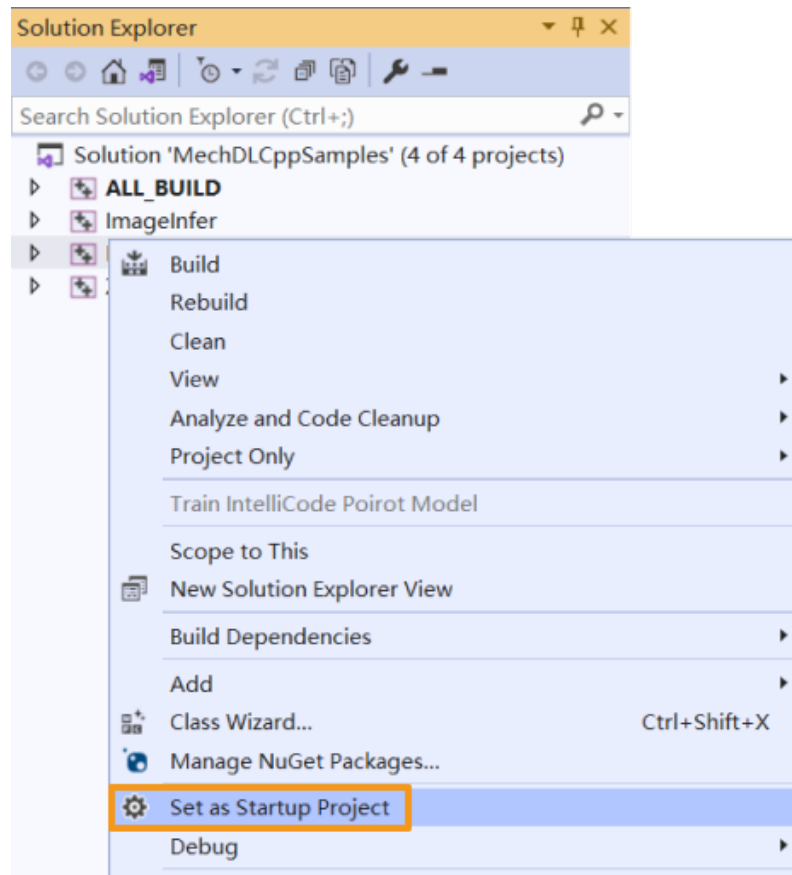 Solution Explorer
Search Solution Explorer (Ctrl+;)
Solution 'MechDLCppSamples' (4 of 4 projects)
ALL_BUILD
ImageInfer
Build
Rebuild
Clean
View
Analyze and Code Cleanup
Project Only
Train IntelliCode Poirot Model
Scope to This
New Solution Explorer View
Build Dependencies
Add
Class Wizard... Ctrl+Shift+X
Manage NuGet Packages...
Set as Startup Project
Debug